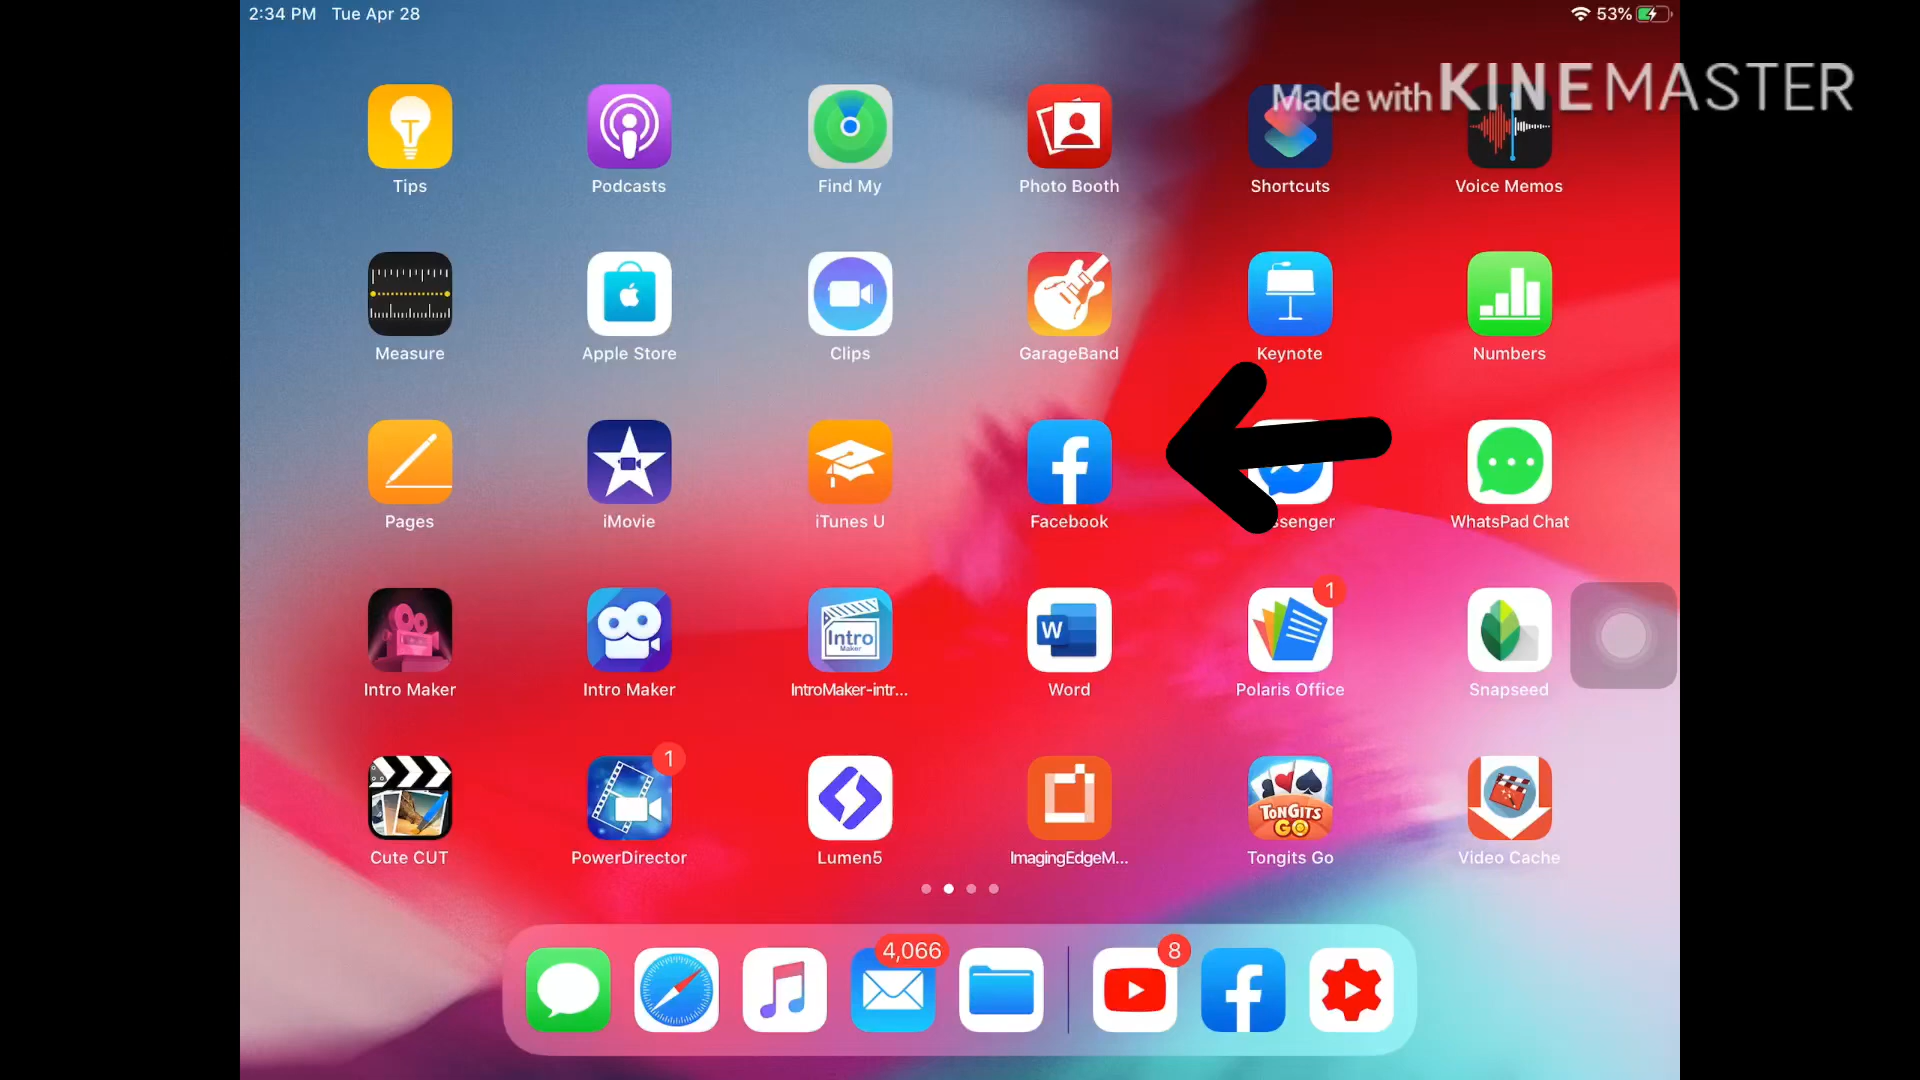 2:34 PM Tue Apr 28
53%
Made with KINEMASTER
Tips
Podcasts
Find My
Photo Booth
Shortcuts
Voice Memos
Measure
Apple Store
Clips
GarageBand
Keynote
Numbers
Pages
iMovie
iTunes U
Facebook
ssenger
WhatsPad Chat
Intro
Maker
W
1
Intro Maker
Intro Maker
IntroMaker-intr...
Word
Polaris Office
Snapseed
1
TONGITS
GO
Cute CUT
PowerDirector
Lumen5
ImagingEdgeM...
Tongits Go
Video Cache
4,066
8